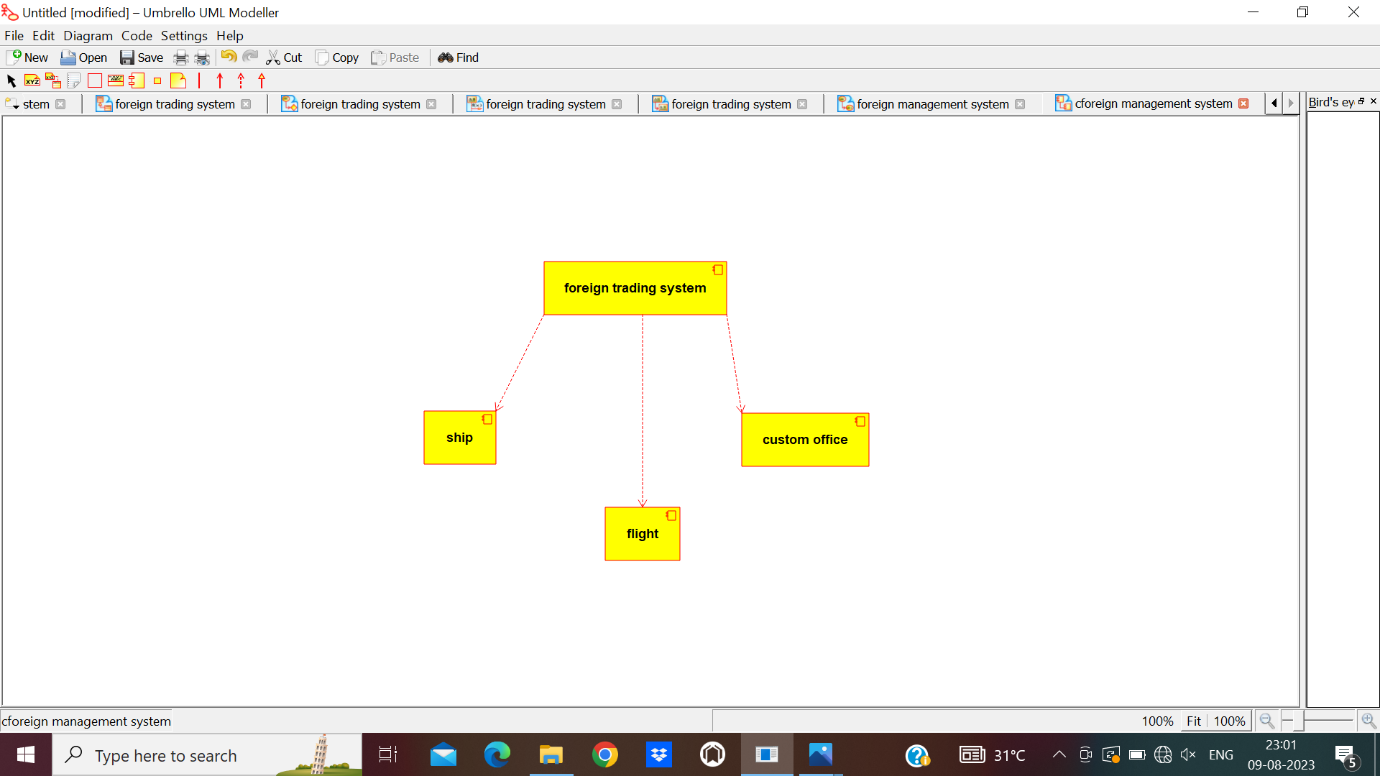 Untitled [modified] – Umbrello UML Modeller
File Edit Diagram Code Settings Help
New Open Save Cut Copy Paste Find
XYZ
stem foreign trading system foreign trading system foreign trading system foreign trading system foreign management system cforeign management system Bird's ey
foreign trading system
ship
custom office
flight
cforeign management system 100% Fit 100%
Type here to search 31°C ENG 23:01
09-08-2023 5